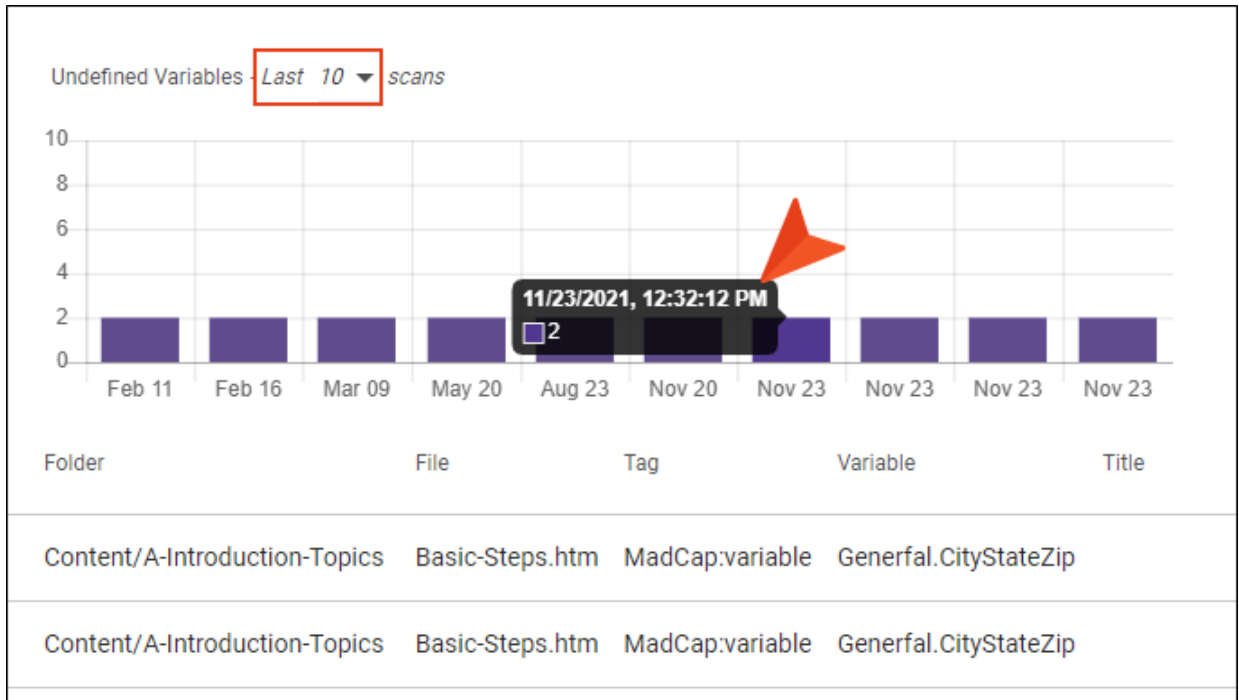 Undefined Variables - Last 10 scans
10
8
6
4
2
0
11/23/2021, 12:32:12 PM
2
Feb 11 Feb 16 Mar 09 May 20 Aug 23 Nov 20 Nov 23 Nov 23 Nov 23 Nov 23
Folder File Tag Variable Title
Content/A-Introduction-Topics Basic-Steps.htm MadCap:variable Generfal.CityStateZip
Content/A-Introduction-Topics Basic-Steps.htm MadCap:variable Generfal.CityStateZip